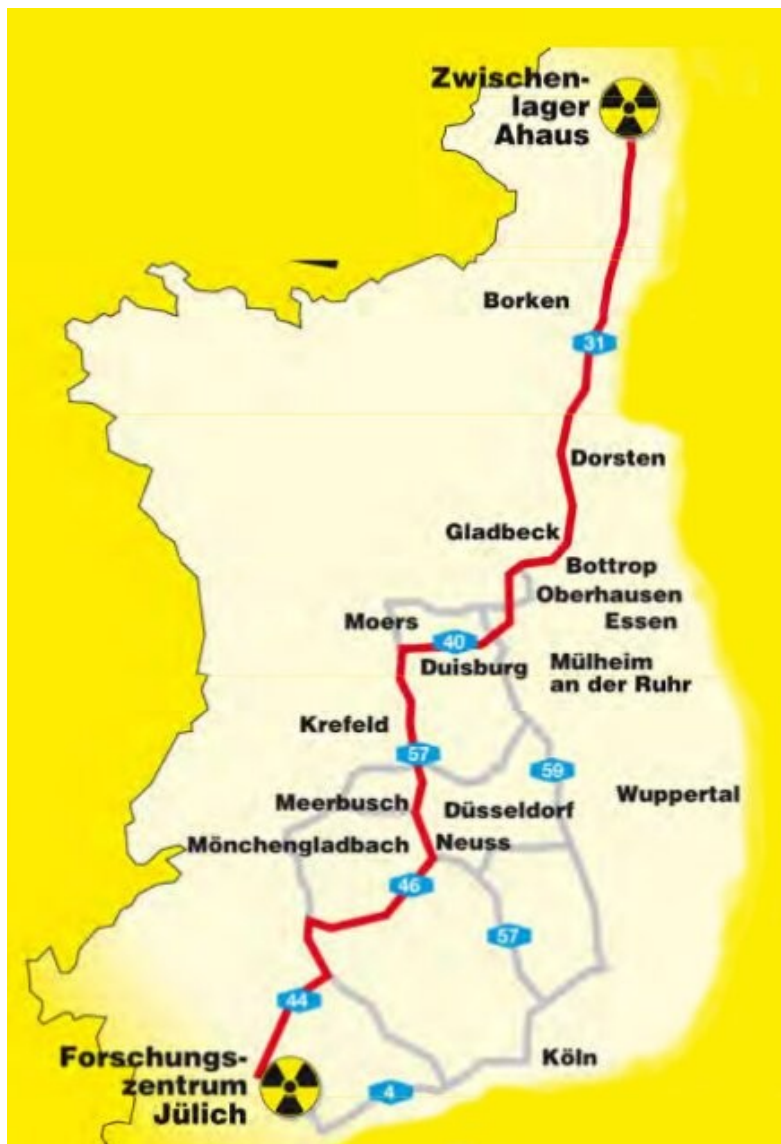 Zwischen-
lager
Ahaus
Borken
31
Dorsten
Gladbeck
Bottrop
Oberhausen
Essen
Moers
40
Duisburg
Mülheim
an der Ruhr
Krefeld
57
59
Wuppertal
Meerbusch
Düsseldorf
Mönchengladbach
Neuss
46
57
44
Forschungs-
zentrum
Jülich
Köln
4